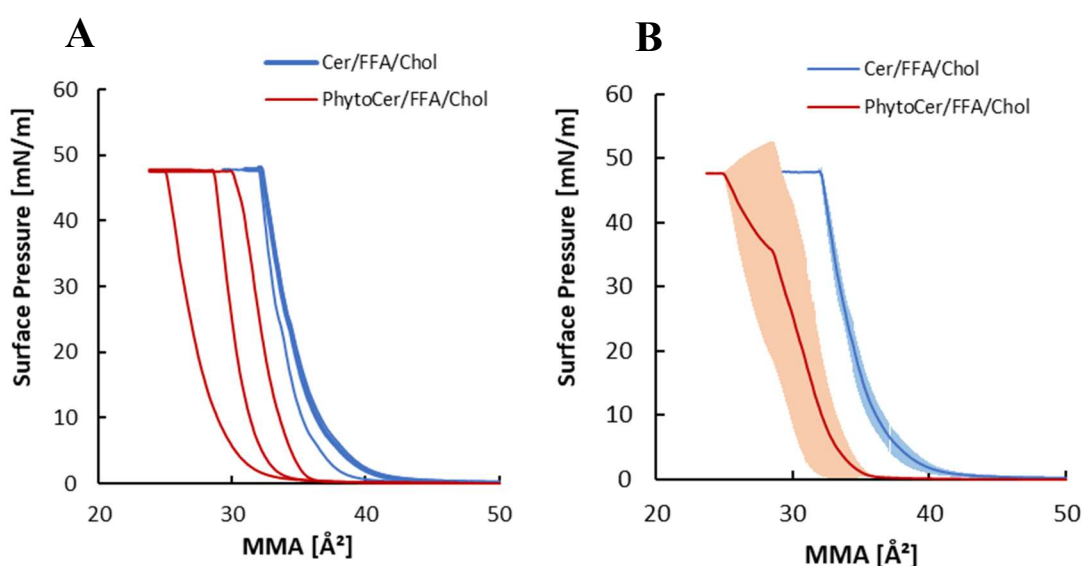 A
Cer/FFA/Chol
PhytoCer/FFA/Chol
60
50
40
30
20
10
0
Surface Pressure [mN/m]
20
30
40
50
MMA [Å²]
B
Cer/FFA/Chol
PhytoCer/FFA/Chol
60
50
40
30
20
10
0
Surface Pressure [mN/m]
20
30
40
50
MMA [Å²]